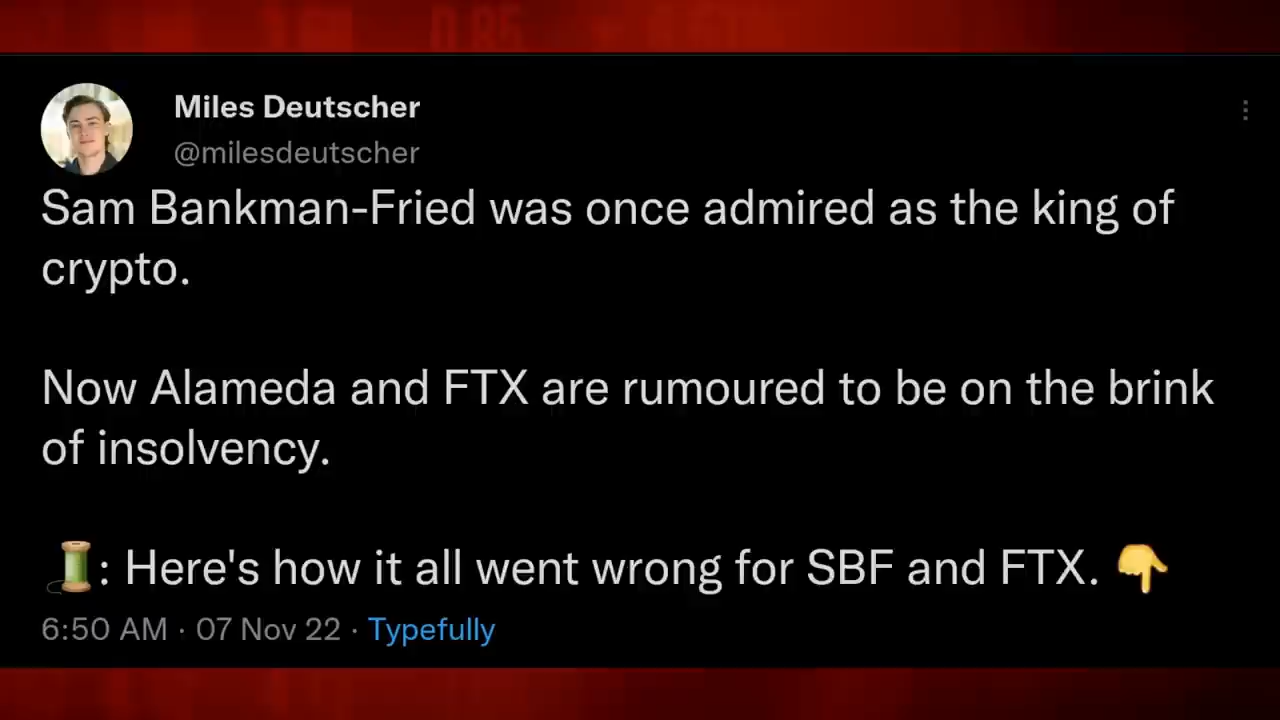 Miles Deutscher
@milesdeutscher
Sam Bankman-Fried was once admired as the king of
crypto.
Now Alameda and FTX are rumoured to be on the brink
of insolvency.
🧵: Here's how it all went wrong for SBF and FTX. 👇
6:50 AM · 07 Nov 22 · Typefully